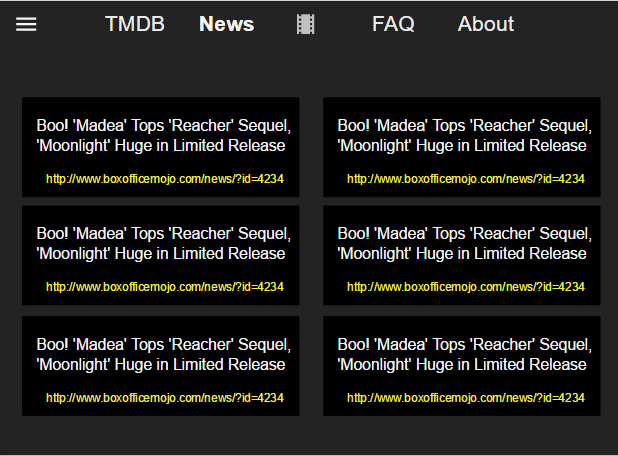 TMDB News FAQ About
Boo! 'Madea' Tops 'Reacher' Sequel,
'Moonlight' Huge in Limited Release
http://www.boxofficemojo.com/news/?id=4234
Boo! 'Madea' Tops 'Reacher' Sequel,
'Moonlight' Huge in Limited Release
http://www.boxofficemojo.com/news/?id=4234
Boo! 'Madea' Tops 'Reacher' Sequel,
'Moonlight' Huge in Limited Release
http://www.boxofficemojo.com/news/?id=4234
Boo! 'Madea' Tops 'Reacher' Sequel,
'Moonlight' Huge in Limited Release
http://www.boxofficemojo.com/news/?id=4234
Boo! 'Madea' Tops 'Reacher' Sequel,
'Moonlight' Huge in Limited Release
http://www.boxofficemojo.com/news/?id=4234
Boo! 'Madea' Tops 'Reacher' Sequel,
'Moonlight' Huge in Limited Release
http://www.boxofficemojo.com/news/?id=4234